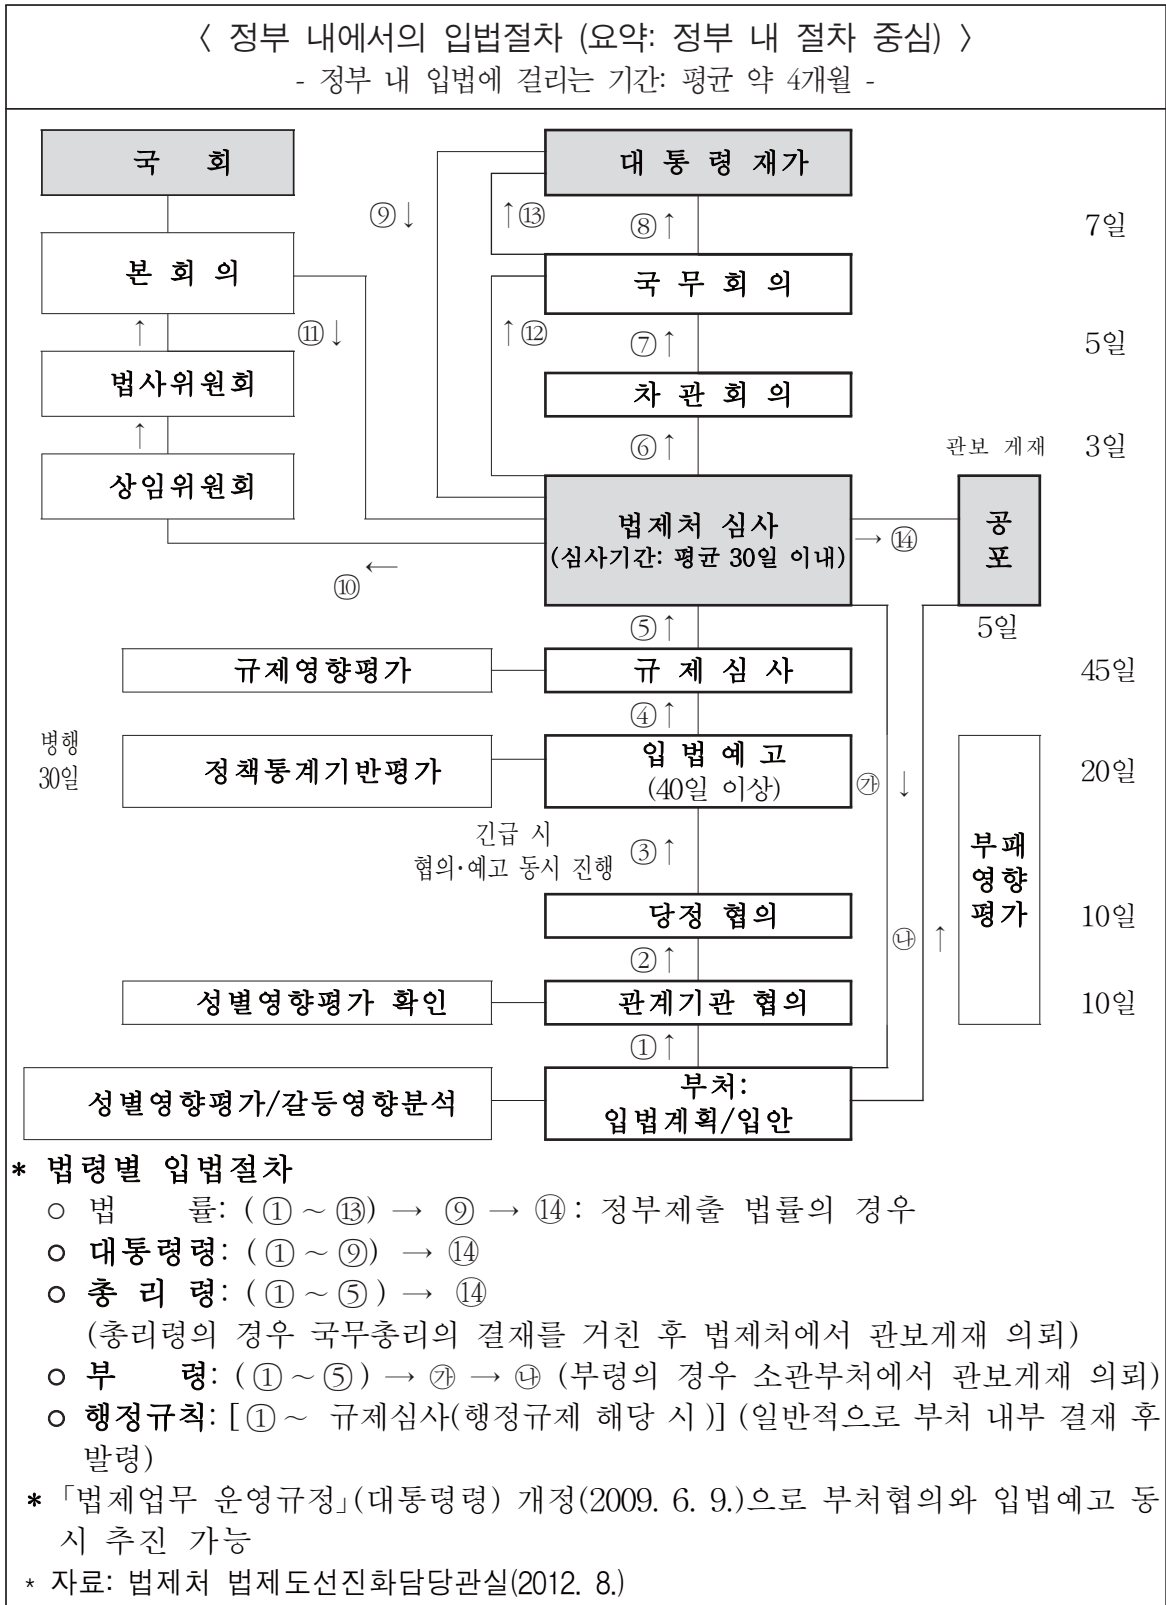 〈 정부 내에서의 입법절차 (요약: 정부 내 절차 중심) 〉
- 정부 내 입법에 걸리는 기간: 평균 약 4개월 -
국 회
대 통 령 재가
⑨↓
↑⑬
⑧↑
7일
본 회 의
국 무 회 의
↑
⑪↓
↑⑫
⑦↑
5일
법사위원회
차 관 회 의
↑
⑥↑
관보 게재
3일
상임위원회
법제처 심사
(심사기간: 평균 30일 이내)
→⑭
공
포
⑩
←
⑤↑
5일
규제영향평가
규 제 심 사
45일
④↑
병행
30일
정책통계기반평가
입 법 예 고
(40일 이상)
㉮ ↓
20일
긴급 시
협의·예고 동시 진행
③↑
부패
영향
평가
당정 협의
㉯ ↑
10일
②↑
성별영향평가 확인
관계기관 협의
10일
①↑
성별영향평가/갈등영향분석
부처:
입법계획/입안
* 법령별 입법절차
○ 법 률: (①～⑬) → ⑨ → ⑭: 정부제출 법률의 경우
○ 대통령령: (①～⑨) → ⑭
○ 총 리 령: (①～⑤) → ⑭
(총리령의 경우 국무총리의 결재를 거친 후 법제처에서 관보게재 의뢰)
○ 부 령: (①～⑤) → ㉮ → ㉯ (부령의 경우 소관부처에서 관보게재 의뢰)
○ 행정규칙: [①～ 규제심사(행정규제 해당 시)] (일반적으로 부처 내부 결재 후
발령)
* 「법제업무 운영규정」(대통령령) 개정(2009. 6. 9.)으로 부처협의와 입법예고 동
시 추진 가능
* 자료: 법제처 법제도선진화담당관실(2012. 8.)